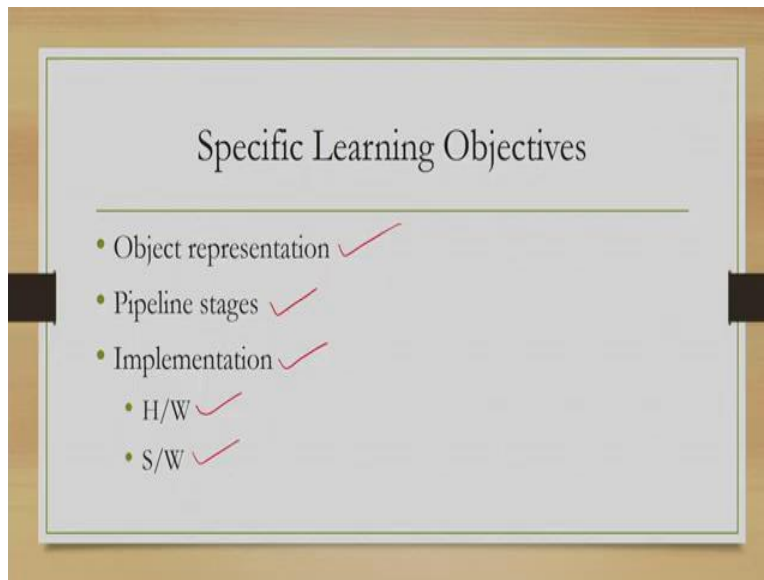 Specific Learning Objectives
• Object representation
• Pipeline stages
• Implementation
• H/W
• S/W